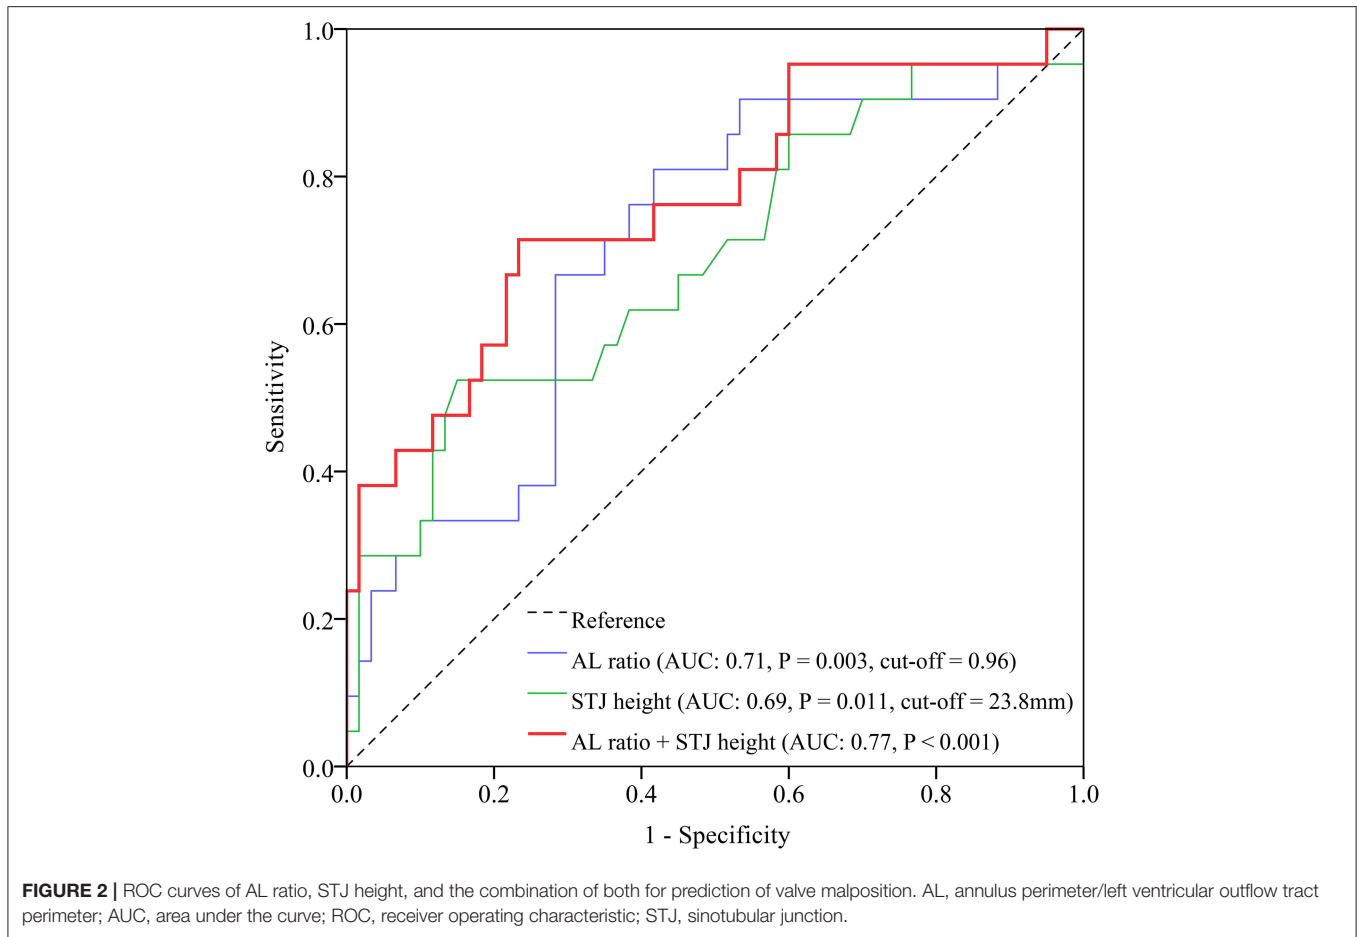 1.0
0.8
0.6
0.4
0.2
0.0
Sensitivity
Reference
AL ratio (AUC: 0.71, P = 0.003, cut-off = 0.96)
STJ height (AUC: 0.69, P = 0.011, cut-off = 23.8mm)
AL ratio + STJ height (AUC: 0.77, P < 0.001)
0.0 0.2 0.4 0.6 0.8 1.0
1 - Specificity
FIGURE 2 | ROC curves of AL ratio, STJ height, and the combination of both for prediction of valve malposition. AL, annulus perimeter/left ventricular outflow tract
perimeter; AUC, area under the curve; ROC, receiver operating characteristic; STJ, sinotubular junction.